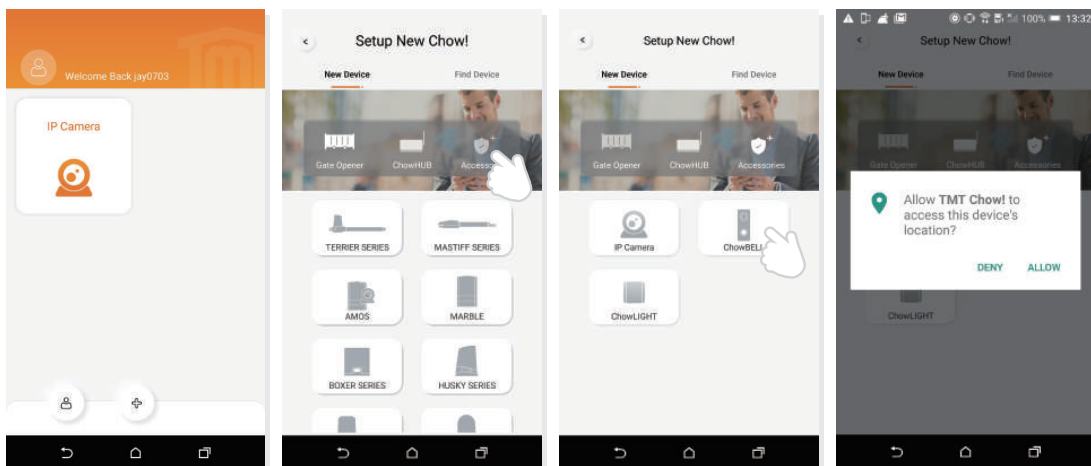 Welcome Back jay0703
IP Camera
Setup New Chow!
New Device
Find Device
Gate Opener
ChowHUB
TERRIER SERIES
MASTIFF SERIES
AMOS
MARBLE
BOXER SERIES
HUSKY SERIES
Setup New Chow!
New Device
Find Device
Gate Opener
ChowHUB
Accessories
IP Camera
ChowLIGHT
100%
13:32
Setup New Chow!
New Device
Find Device
Gate Opener
ChowHUB
Accessories
Allow TMT Chow! to
access this device's
location?
DENY
ALLOW
ChowLIGHT